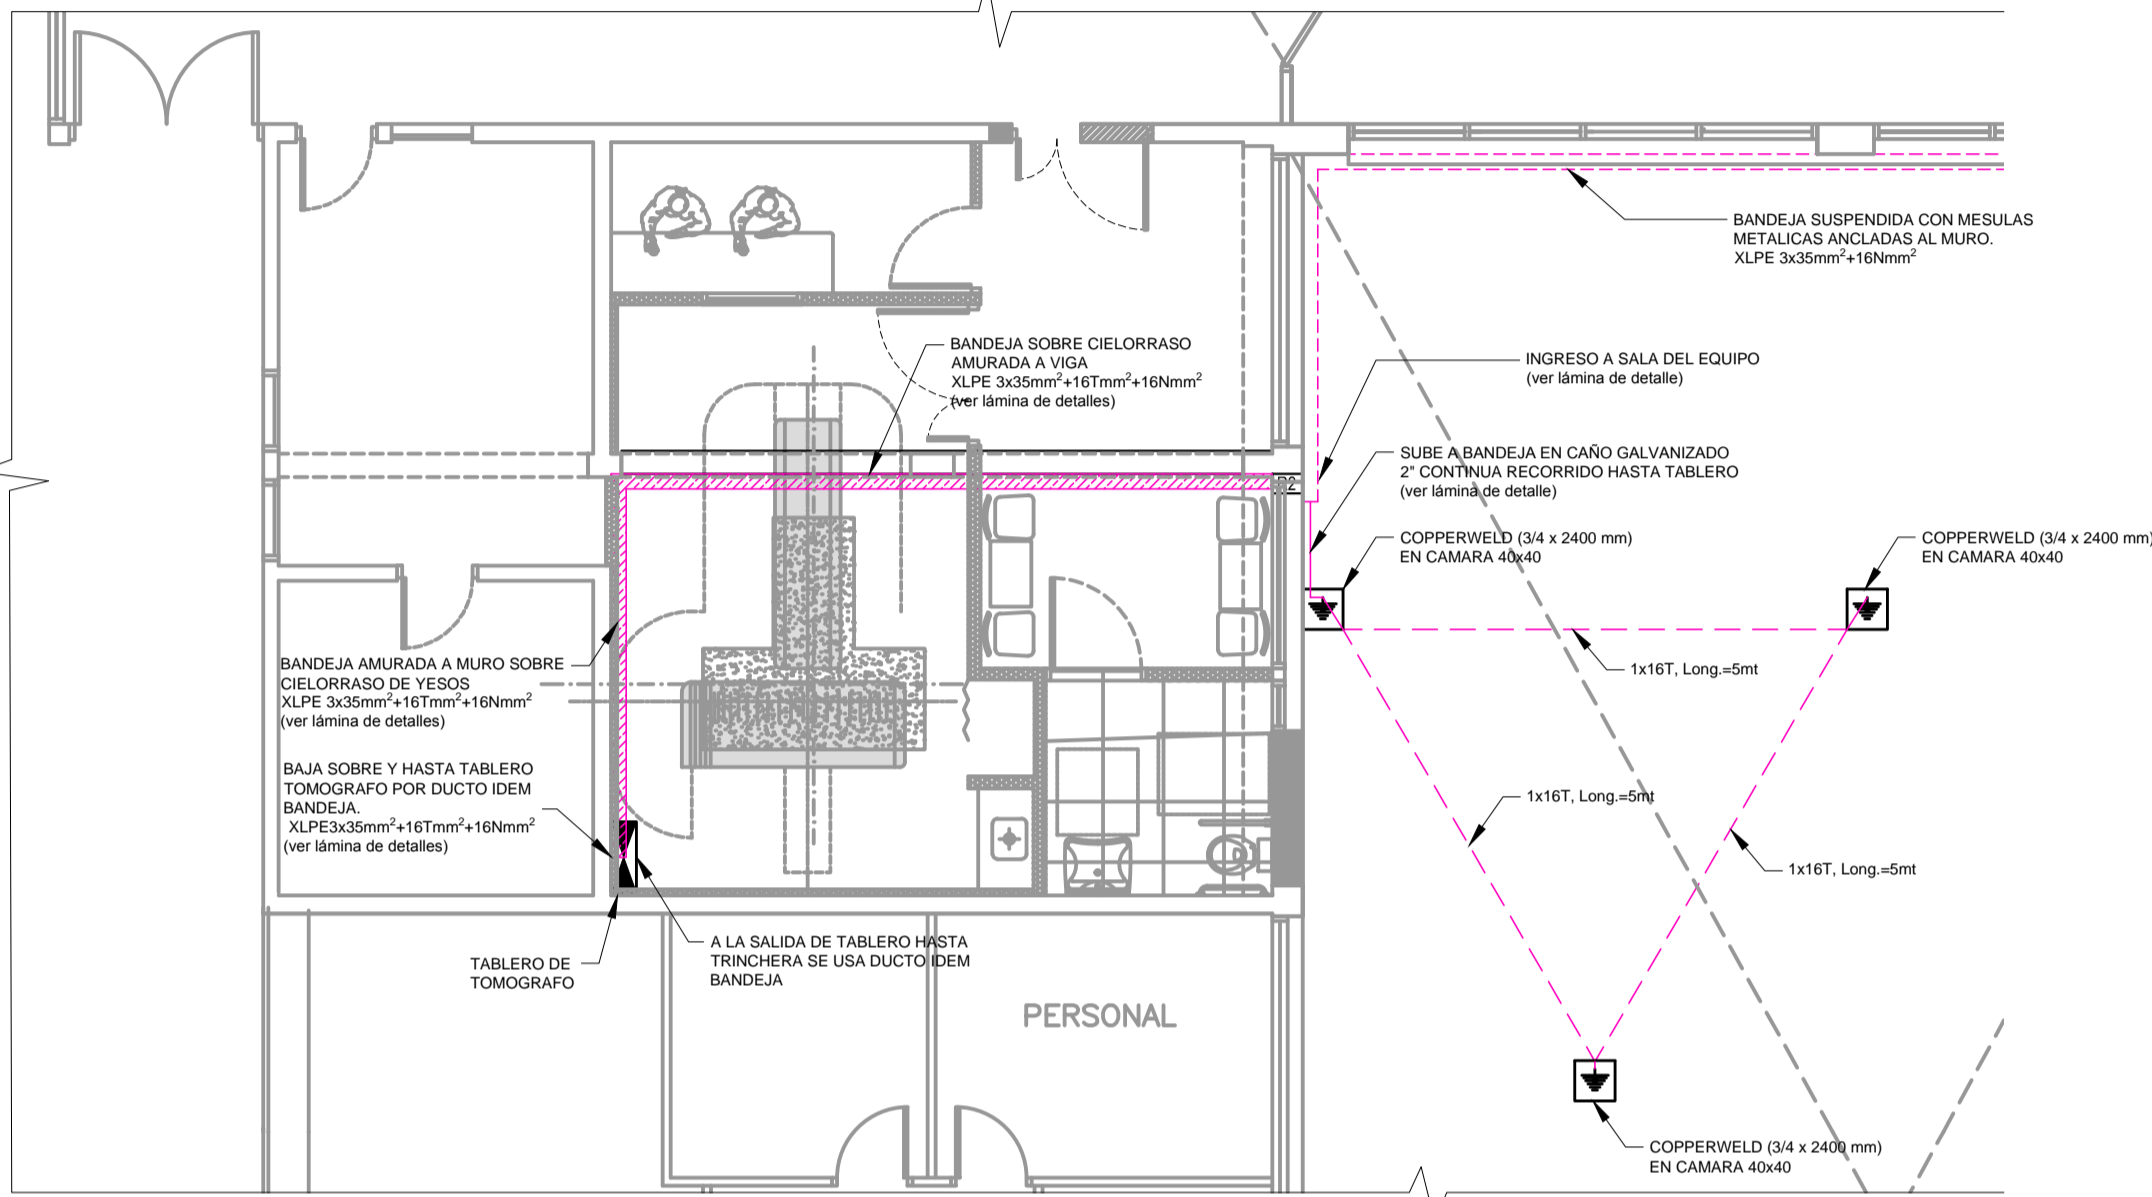 BANDEJA SUSPENDIDA CON MESULAS
METALICAS ANCLADAS AL MURO.
XLPE 3x35mm²+16Nmm²
BANDEJA SOBRE CIELORRASO
AMURADA A VIGA
XLPE 3x35mm²+16Tmm²+16Nmm²
(ver lámina de detalles)
INGRESO A SALA DEL EQUIPO
(ver lámina de detalle)
SUBE A BANDEJA EN CAÑO GALVANIZADO
2" CONTINUA RECORRIDO HASTA TABLERO
(ver lámina de detalle)
COPPERWELD (3/4 x 2400 mm)
EN CAMARA 40x40
COPPERWELD (3/4 x 2400 mm)
EN CAMARA 40x40
1x16T, Long.=5mt
BANDEJA AMURADA A MURO SOBRE
CIELORRASO DE YESOS
XLPE 3x35mm²+16Tmm²+16Nmm²
(ver lámina de detalles)
BAJA SOBRE Y HASTA TABLERO
TOMOGRAFO POR DUCTO IDEM
BANDEJA.
XLPE3x35mm²+16Tmm²+16Nmm²
(ver lámina de detalles)
1x16T, Long.=5mt
1x16T, Long.=5mt
A LA SALIDA DE TABLERO HASTA
TRINCHERA SE USA DUCTO IDEM
BANDEJA
TABLERO DE
TOMOGRAFO
PERSONAL
COPPERWELD (3/4 x 2400 mm)
EN CAMARA 40x40